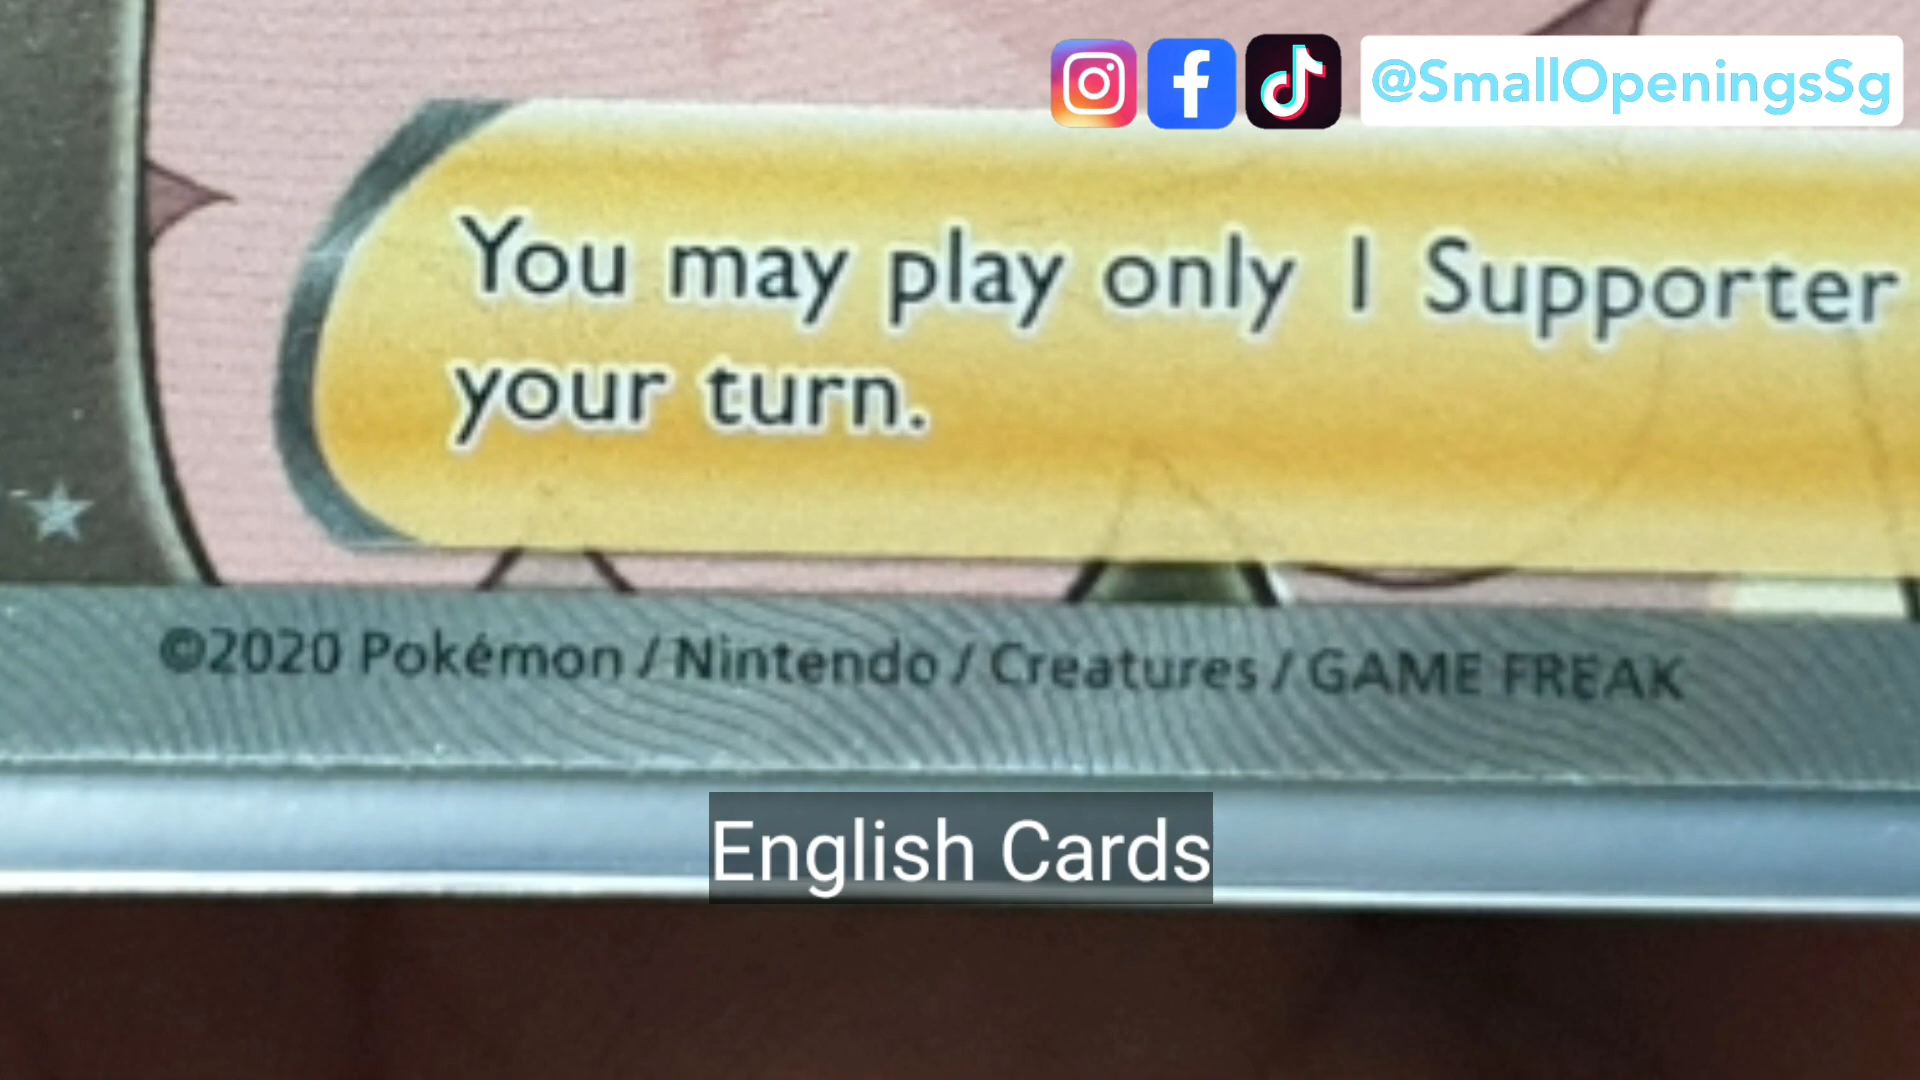 @SmallOpeningsSg
You may play only 1 Supporter
your turn.
©2020 Pokémon / Nintendo / Creatures / GAME FREAK
English Cards